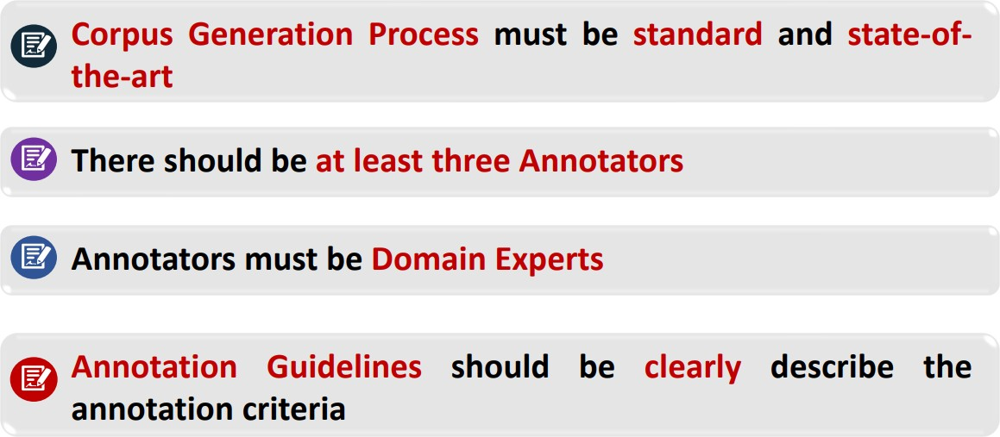 Corpus Generation Process must be standard and state-of-
the-art
There should be at least three Annotators
Annotators must be Domain Experts
Annotation Guidelines should be clearly describe the
annotation criteria